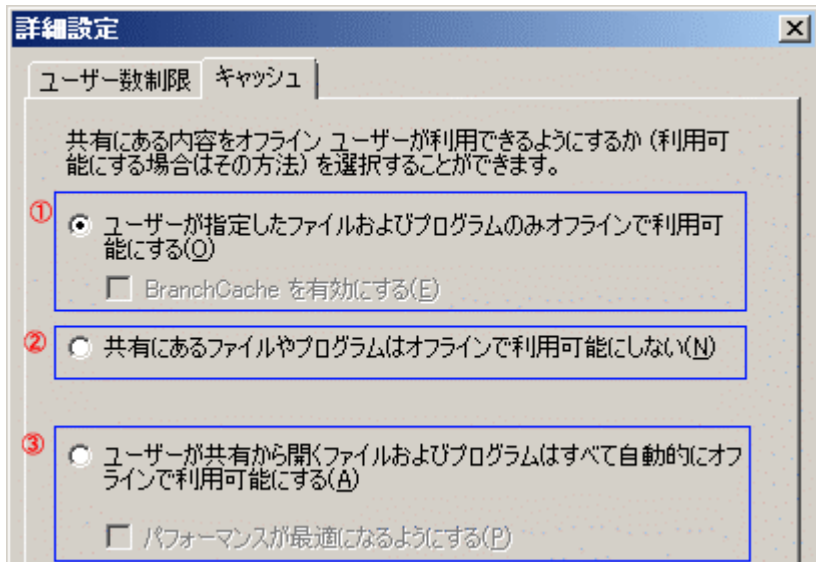 詳細設定
ユーザー数制限 キャッシュ
共有にある内容をオフライン ユーザーが利用できるようにするか (利用可
能にする場合はその方法) を選択することができます。
① ユーザーが指定したファイルおよびプログラムのみオフラインで利用可
能にする(O)
BranchCache を有効にする(E)
② 共有にあるファイルやプログラムはオフラインで利用可能にしない(N)
③ ユーザーが共有から開くファイルおよびプログラムはすべて自動的にオフ
ラインで利用可能にする(A)
パフォーマンスが最適になるようにする(P)